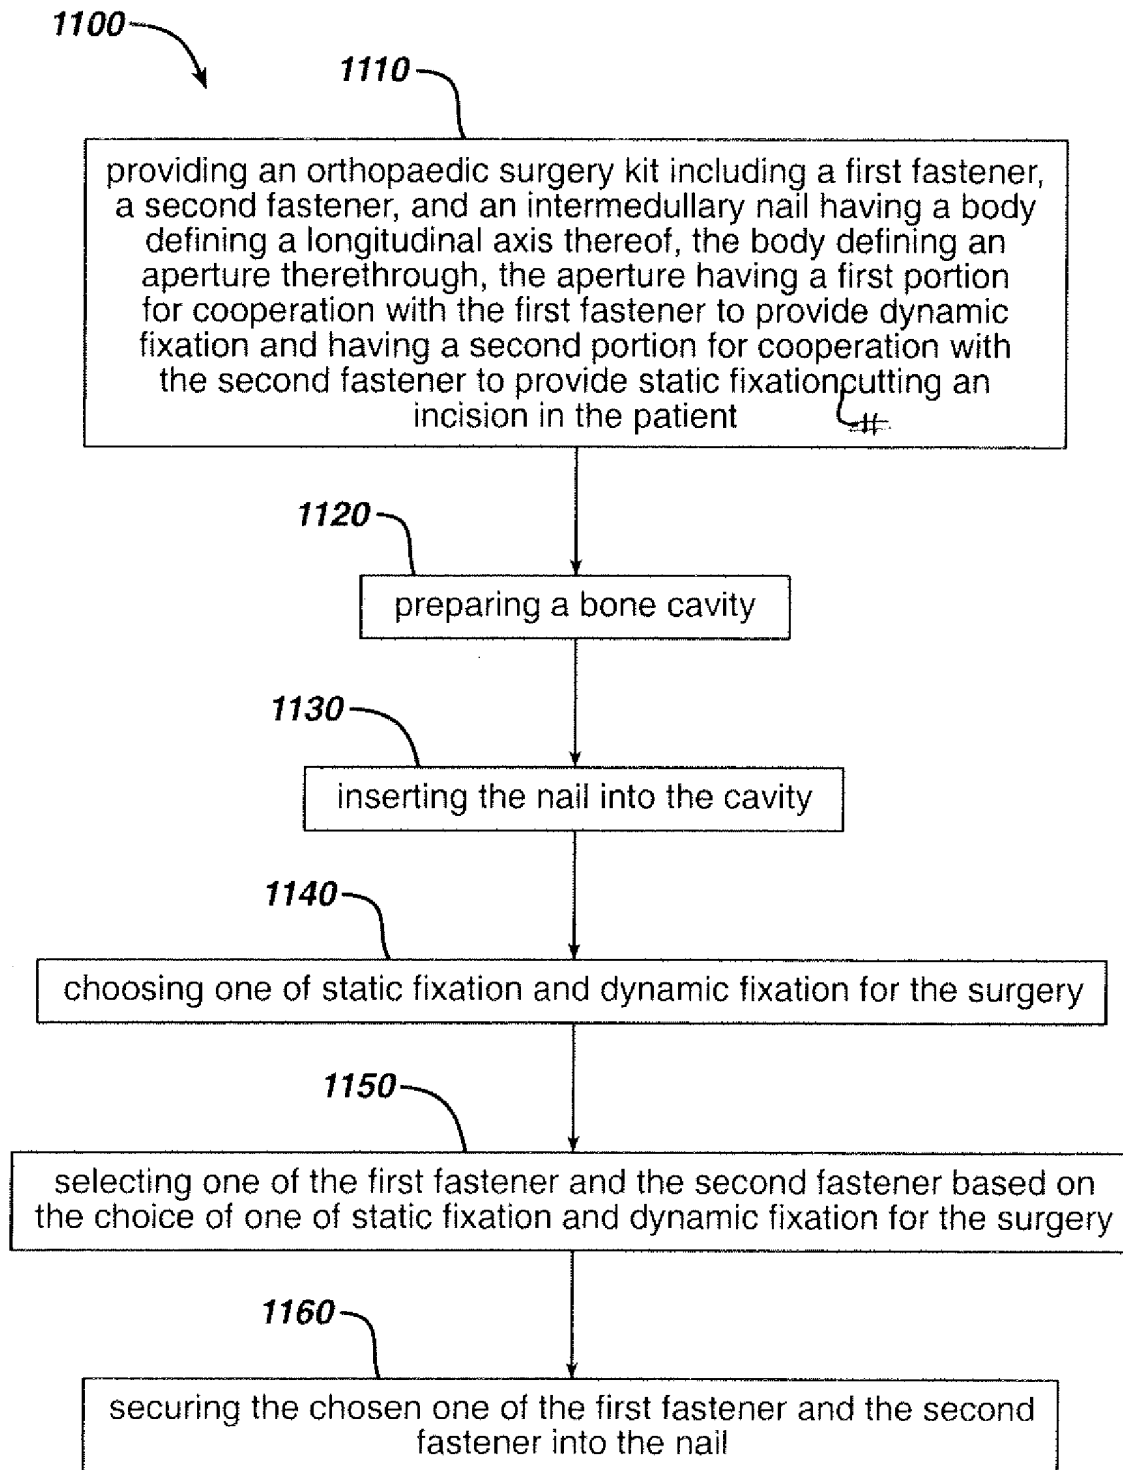 1100
1110
providing an orthopaedic surgery kit including a first fastener,
a second fastener, and an intermedullary nail having a body
defining a longitudinal axis thereof, the body defining an
aperture therethrough, the aperture having a first portion
for cooperation with the first fastener to provide dynamic
fixation and having a second portion for cooperation with
the second fastener to provide static fixationcutting an
incision in the patient #
1120
preparing a bone cavity
1130
inserting the nail into the cavity
1140
choosing one of static fixation and dynamic fixation for the surgery
1150
selecting one of the first fastener and the second fastener based on
the choice of one of static fixation and dynamic fixation for the surgery
1160
securing the chosen one of the first fastener and the second
fastener into the nail